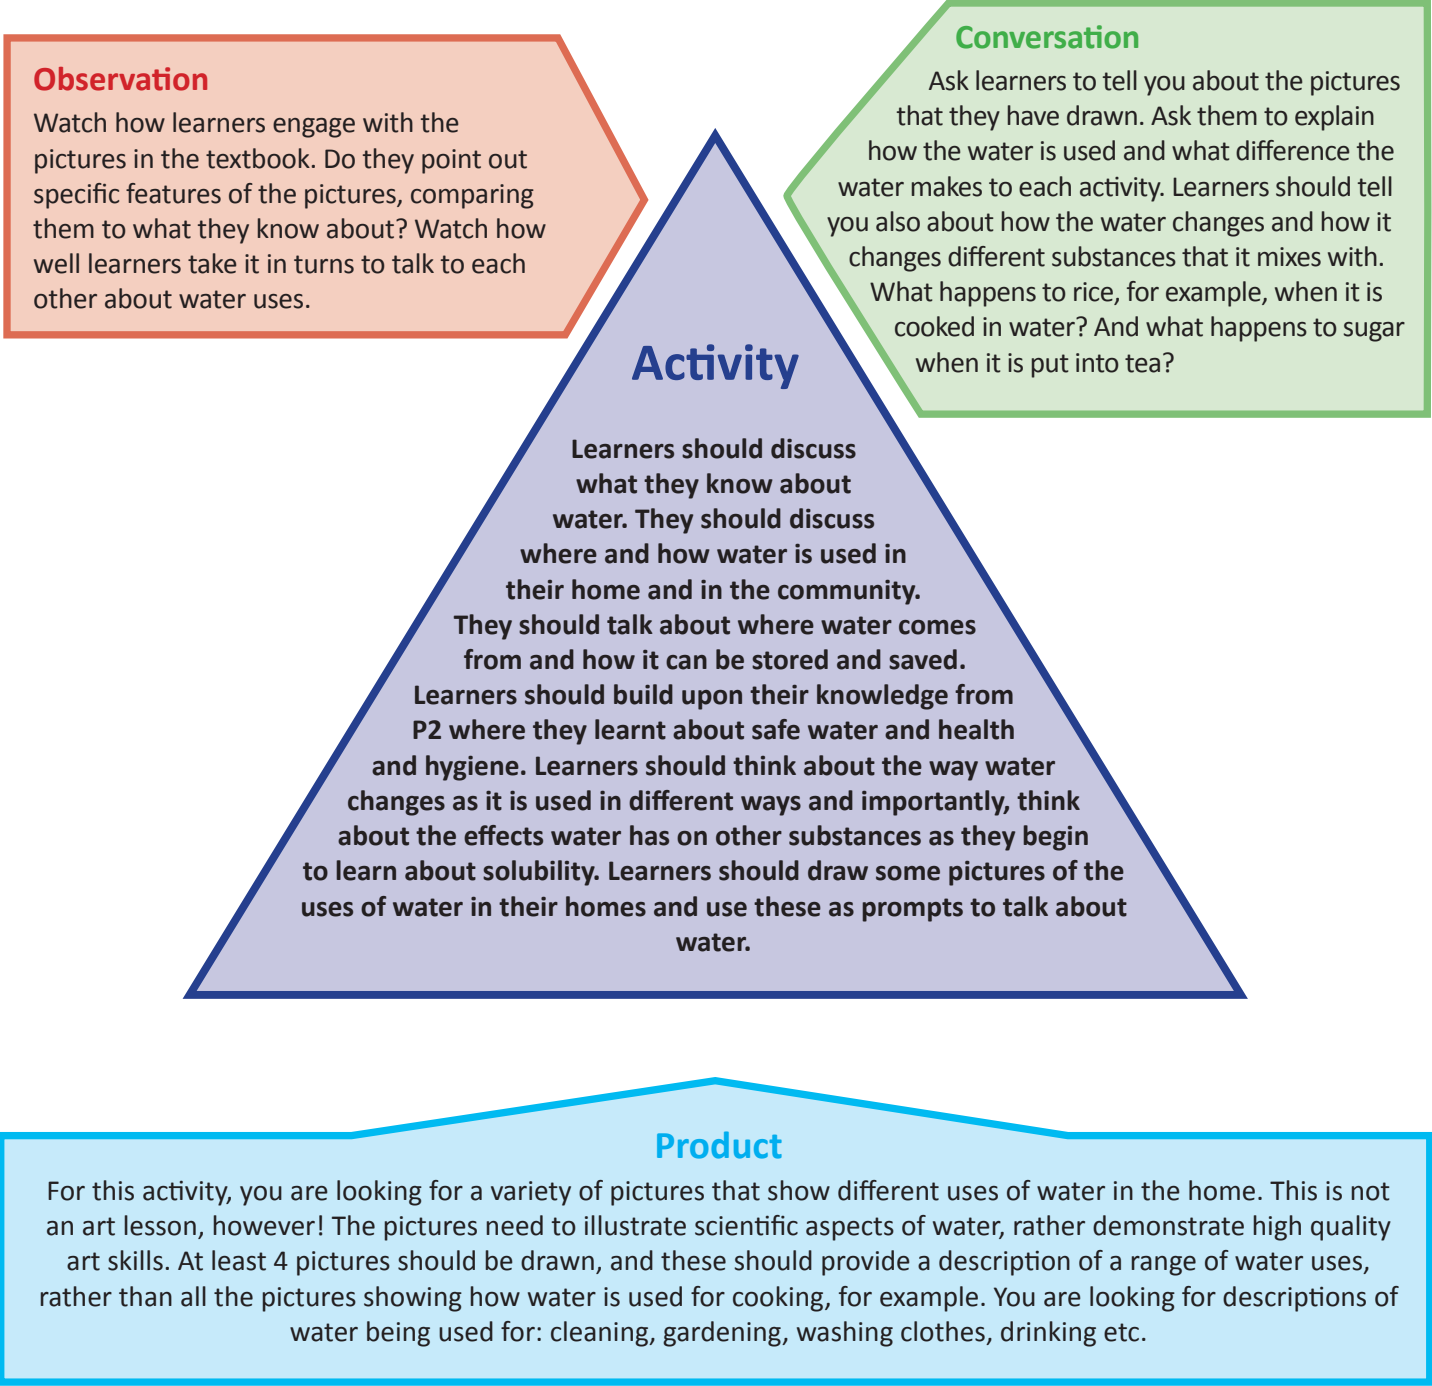 Observation
Watch how learners engage with the
pictures in the textbook. Do they point out
specific features of the pictures, comparing
them to what they know about? Watch how
well learners take it in turns to talk to each
other about water uses.
Conversation
Ask learners to tell you about the pictures
that they have drawn. Ask them to explain
how the water is used and what difference the
water makes to each activity. Learners should tell
you also about how the water changes and how it
changes different substances that it mixes with.
What happens to rice, for example, when it is
cooked in water? And what happens to sugar
when it is put into tea?
Activity
Learners should discuss
what they know about
water. They should discuss
where and how water is used in
their home and in the community.
They should talk about where water comes
from and how it can be stored and saved.
Learners should build upon their knowledge from
P2 where they learnt about safe water and health
and hygiene. Learners should think about the way water
changes as it is used in different ways and importantly, think
about the effects water has on other substances as they begin
to learn about solubility. Learners should draw some pictures of the
uses of water in their homes and use these as prompts to talk about
water.
Product
For this activity, you are looking for a variety of pictures that show different uses of water in the home. This is not
an art lesson, however! The pictures need to illustrate scientific aspects of water, rather demonstrate high quality
art skills. At least 4 pictures should be drawn, and these should provide a description of a range of water uses,
rather than all the pictures showing how water is used for cooking, for example. You are looking for descriptions of
water being used for: cleaning, gardening, washing clothes, drinking etc.